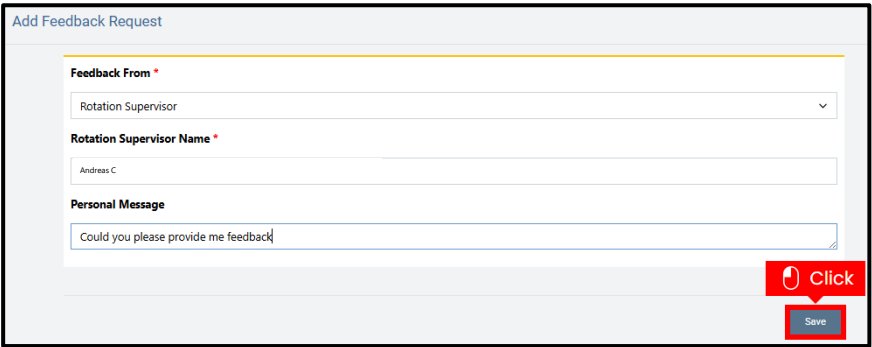 Add Feedback Request
Feedback From *
Rotation Supervisor
Rotation Supervisor Name *
Andreas C
Personal Message
Could you please provide me feedback
Click
Save